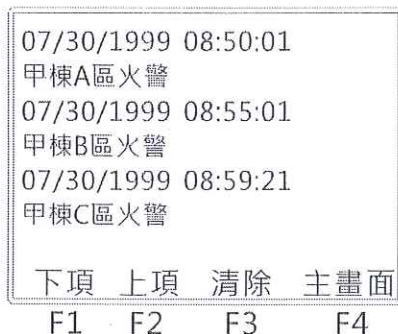 07/30/1999 08:50:01
甲棟A區火警
07/30/1999 08:55:01
甲棟B區火警
07/30/1999 08:59:21
甲棟C區火警
下項 上項 清除 主畫面
F1 F2 F3 F4